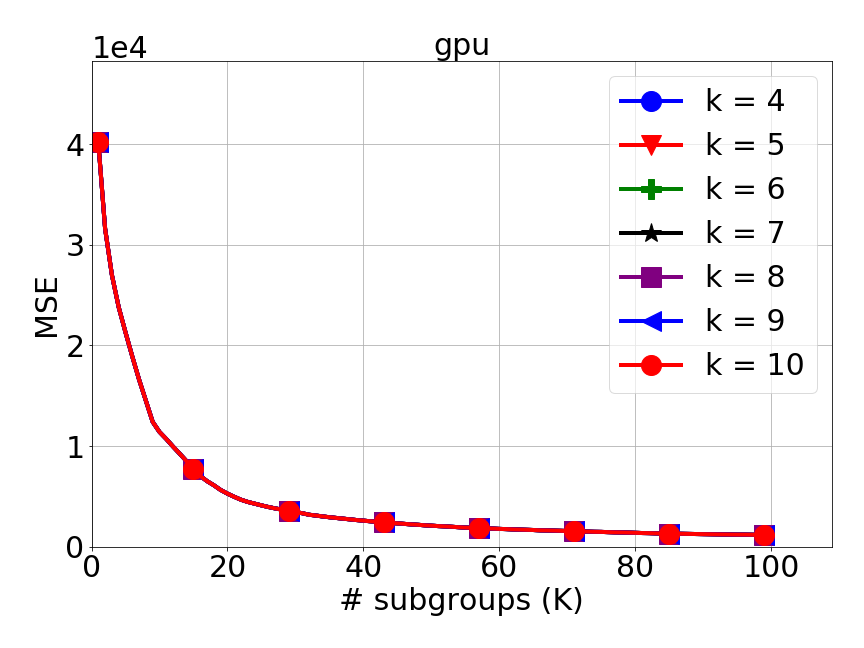 gpu
1e4
4
3
2
1
0
MSE
k = 4
k = 5
k = 6
k = 7
k = 8
k = 9
k = 10
0 20 40 60 80 100
# subgroups (K)